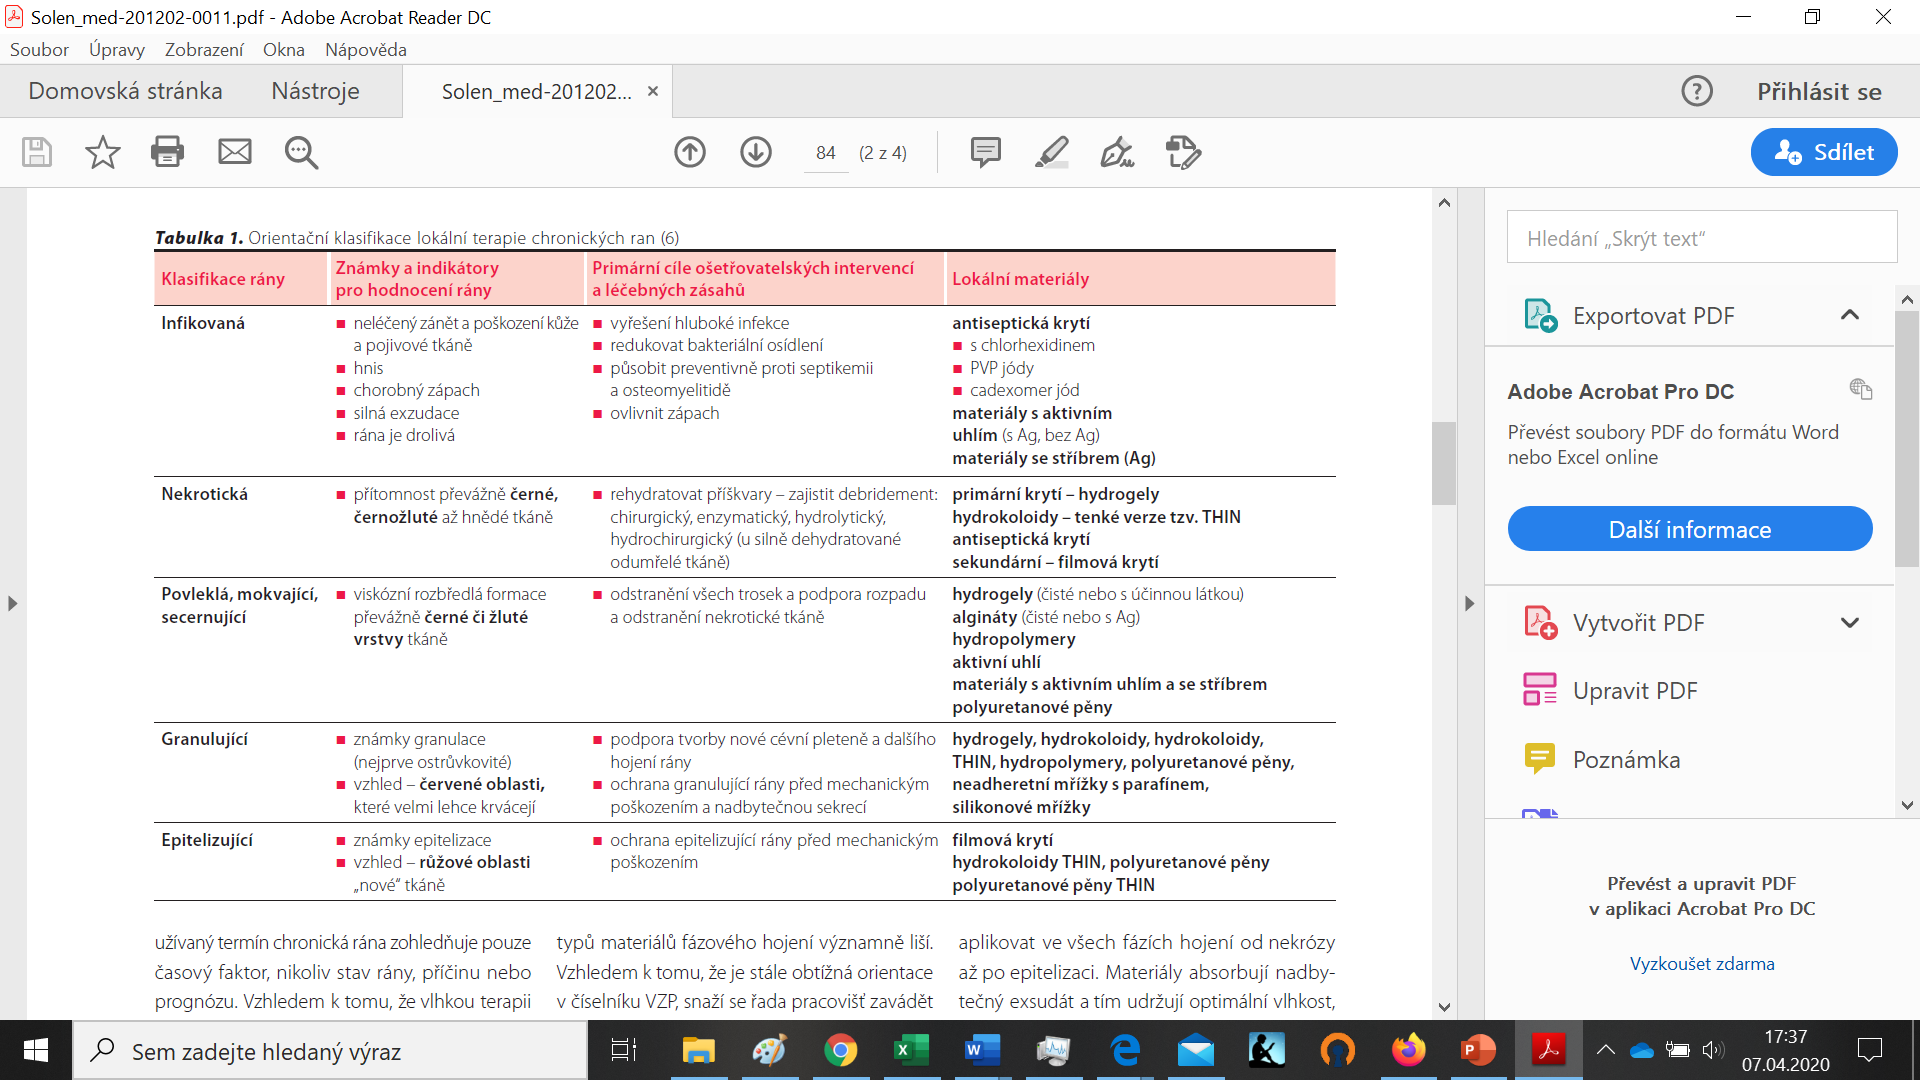 Solen_med-201202-0011.pdf - Adobe Acrobat Reader DC
Soubor Úpravy Zobrazení Okna Nápověda
Domovská stránka Nástroje Solen_med-201202... × ? Přihlásit se
84 (2 z 4) Sdílet
Tabulka 1. Orientační klasifikace lokální terapie chronických ran (6)
Klasifikace rány
Známky a indikátory
pro hodnocení rány
Primární cíle ošetřovatelských intervencí
a léčebných zásahů
Lokální materiály
Infikovaná
neléčený zánět a poškození kůže
a pojivové tkáně
hnis
chorobný zápach
silná exzudace
rána je drolivá
vyřešení hluboké infekce
redukovat bakteriální osídlení
působit preventivně proti septikemii
a osteomyelitidě
ovlivnit zápach
antiseptická krytí
s chlorhexidinem
PVP jódy
cadexomer jód
materiály s aktivním
uhlím (s Ag, bez Ag)
materiály se stříbrem (Ag)
Nekrotická
přítomnost převážně černé,
černožluté až hnědé tkáně
rehydratovat příškvary – zajistit debridement:
chirurgický, enzymatický, hydrolytický,
hydrochirurgický (u silně dehydratované
odumřelé tkáně)
primární krytí – hydrogely
hydrokoloidy – tenké verze tzv. THIN
antiseptická krytí
sekundární – filmová krytí
Povleklá, mokvající,
secernující
viskózní rozbředlá formace
převážně černé či žluté
vrstvy tkáně
odstranění všech trosek a podpora rozpadu
a odstranění nekrotické tkáně
hydrogely (čisté nebo s účinnou látkou)
algináty (čisté nebo s Ag)
hydropolymery
aktivní uhlí
materiály s aktivním uhlím a se stříbrem
polyuretanové pěny
Granulující
známky granulace
(nejprve ostrůvkovité)
vzhled – červené oblasti,
které velmi lehce krvácejí
podpora tvorby nové cévní pleteně a dalšího
hojení rány
ochrana granulující rány před mechanickým
poškozením a nadbytečnou sekrecí
hydrogely, hydrokoloidy, hydrokoloidy,
THIN, hydropolymery, polyuretanové pěny,
neadheretní mřížky s parafínem,
silikonové mřížky
Epitelizující
známky epitelizace
vzhled – růžové oblasti
„nové“ tkáně
ochrana epitelizující rány před mechanickým
poškozením
filmová krytí
hydrokoloidy THIN, polyuretanové pěny
polyuretanové pěny THIN
užívaný termín chronická rána zohledňuje pouze
časový faktor, nikoliv stav rány, příčinu nebo
prognózu. Vzhledem k tomu, že vlhkou terapii
typů materiálů fázového hojení významně liší.
Vzhledem k tomu, že je stále obtížná orientace
v číselníku VZP, snaží se řada pracovišť zavádět
aplikovat ve všech fázích hojení od nekrózy
až po epitelizaci. Materiály absorbují nadby-
tečný exsudát a tím udržují optimální vlhkost,
Hledání „Skrýt text“
Exportovat PDF
Adobe Acrobat Pro DC
Převést soubory PDF do formátu Word
nebo Excel online
Další informace
Vytvořit PDF
Upravit PDF
Poznámka
Převést a upravit PDF
v aplikaci Acrobat Pro DC
Vyzkoušet zdarma
Sem zadejte hledaný výraz
17:37
07.04.2020